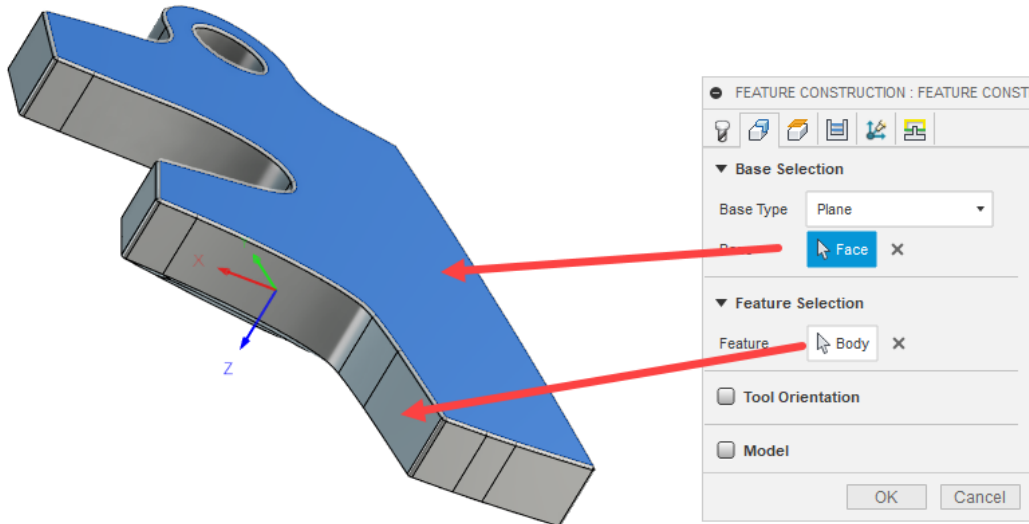 FEATURE CONSTRUCTION : FEATURE CONST
Base Selection
Base Type Plane
Face
Feature Selection
Feature Body
Tool Orientation
Model
OK Cancel
X
Z